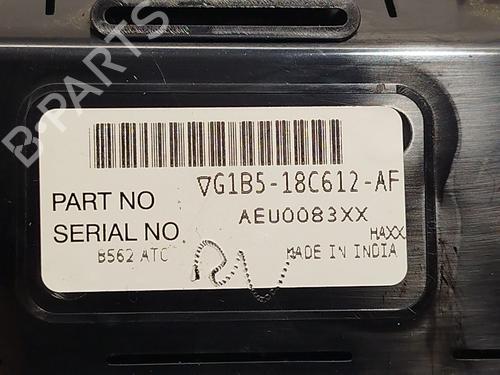 B-PARTS
PART NO ▽G1B5-18C612-AF
SERIAL NO. AEU0083XX
HAXX
B562 ATC MADE IN INDIA